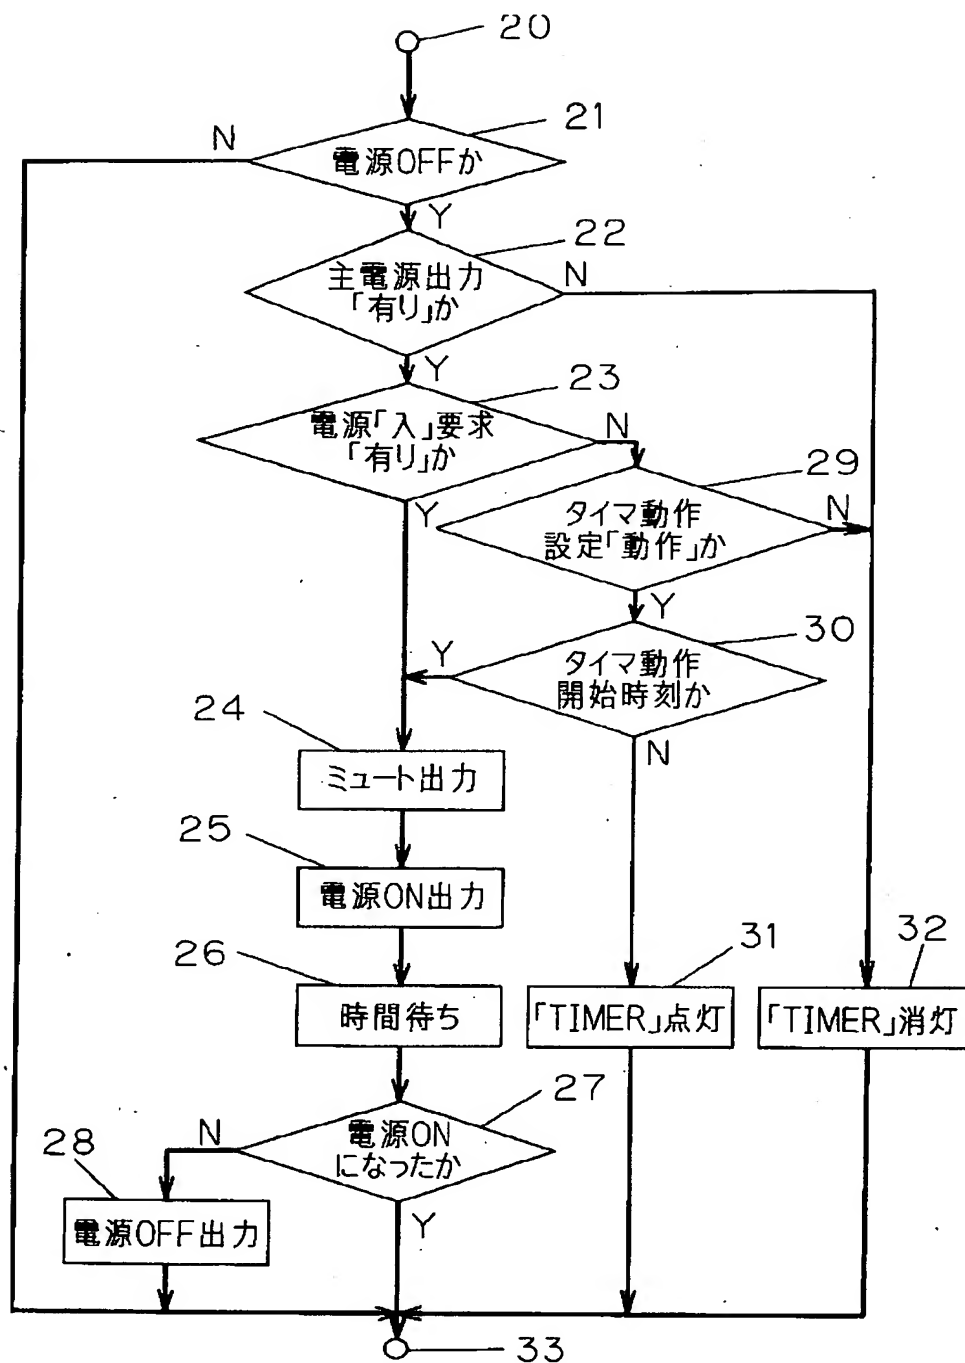 20
21
N
電源OFFか
Y
22
主電源出力
「有り」か
N
Y
23
電源「入」要求
「有り」か
N
Y
29
タイマ動作
設定「動作」か
N
Y
30
タイマ動作
開始時刻か
Y
N
24
ミュート出力
25
電源ON出力
26
時間待ち
31
「TIMER」点灯
32
「TIMER」消灯
27
電源ON
になったか
N
Y
28
電源OFF出力
33